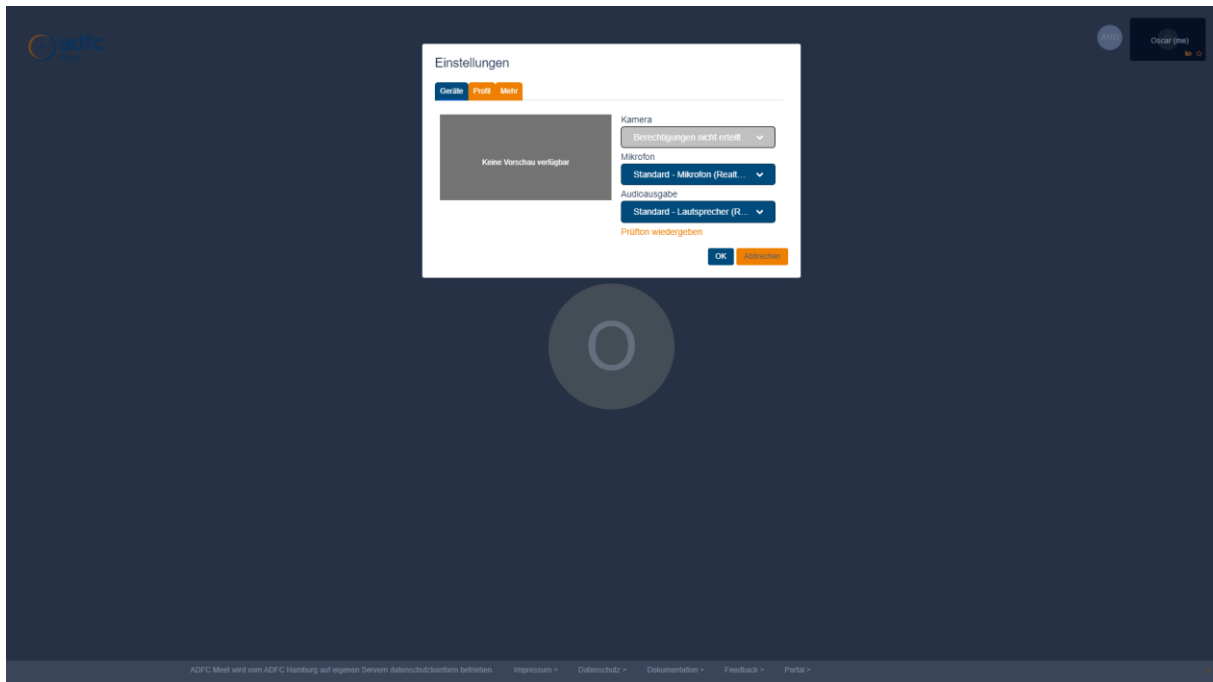 adfc
AUD
Oscar (me)
Einstellungen
Geräte Profil Mehr
Kamera
Berechtigungen nicht erteilt
Keine Vorschau verfügbar
Mikrofon
Standard - Mikrofon (Realt...
Audioausgabe
Standard - Lautsprecher (R...
Prüfton wiedergeben
OK Abbrechen
O
ADFC Meet wird vom ADFC Hamburg auf eigenen Servern datenschutzkonform betrieben Impressum > Datenschutz > Dokumentation > Feedback > Portal >